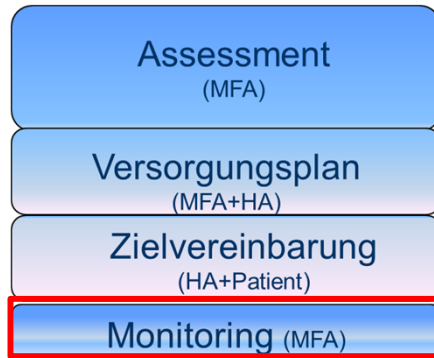 Assessment
(MFA)
Versorgungsplan
(MFA+HA)
Zielvereinbarung
(HA+Patient)
Monitoring (MFA)